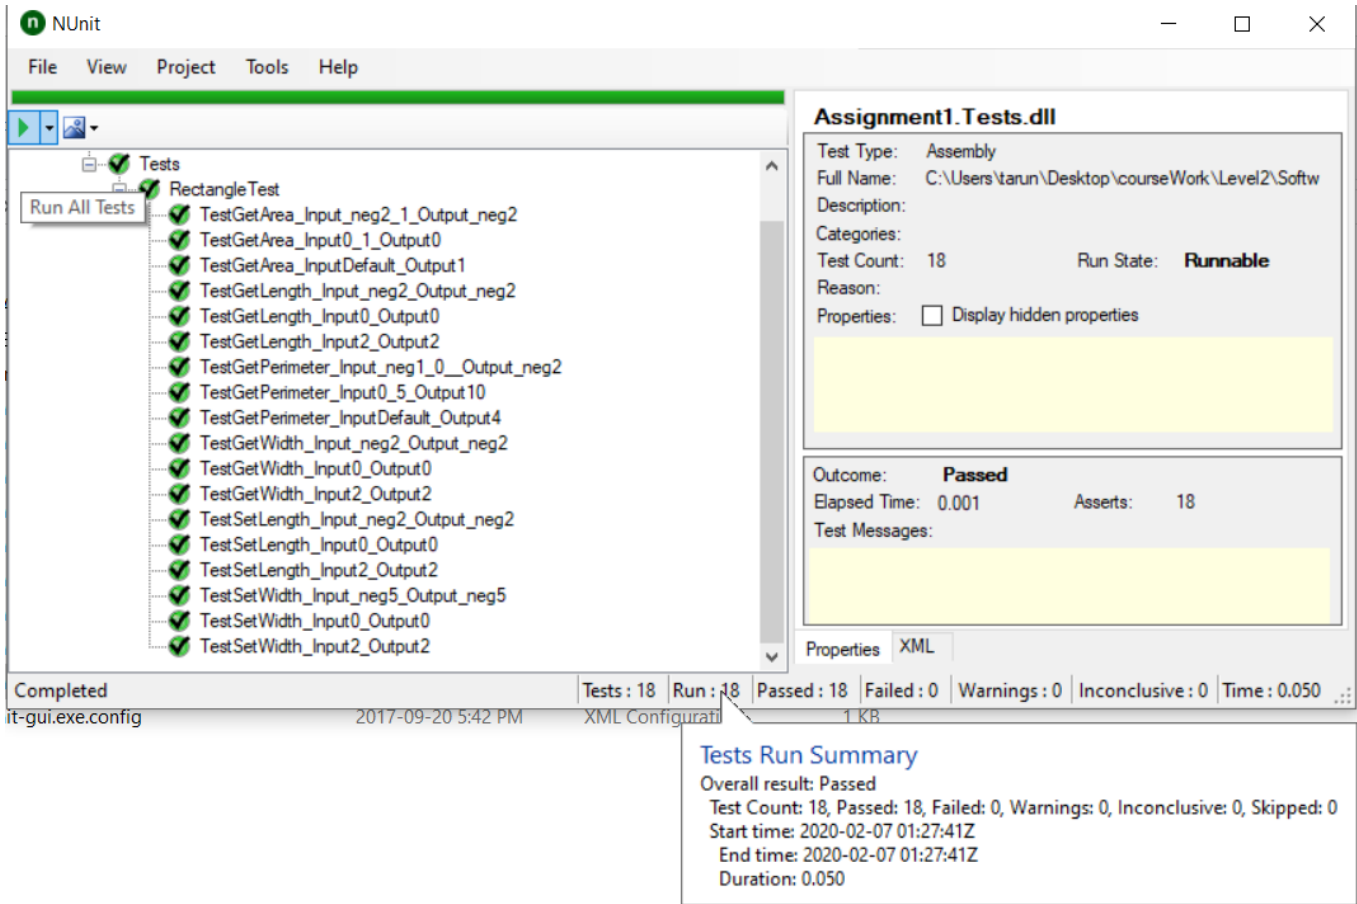 NUnit
File View Project Tools Help
Tests
RectangleTest
Run All Tests
TestGetArea_Input_neg2_1_Output_neg2
TestGetArea_Input0_1_Output0
TestGetArea_InputDefault_Output1
TestGetLength_Input_neg2_Output_neg2
TestGetLength_Input0_Output0
TestGetLength_Input2_Output2
TestGetPerimeter_Input_neg1_0__Output_neg2
TestGetPerimeter_Input0_5_Output10
TestGetPerimeter_InputDefault_Output4
TestGetWidth_Input_neg2_Output_neg2
TestGetWidth_Input0_Output0
TestGetWidth_Input2_Output2
TestSetLength_Input_neg2_Output_neg2
TestSetLength_Input0_Output0
TestSetLength_Input2_Output2
TestSetWidth_Input_neg5_Output_neg5
TestSetWidth_Input0_Output0
TestSetWidth_Input2_Output2
Assignment1.Tests.dll
Test Type: Assembly
Full Name: C:\Users\tarun\Desktop\courseWork\Level2\Softw
Description:
Categories:
Test Count: 18 Run State: Runnable
Reason:
Properties: Display hidden properties
Outcome: Passed
Elapsed Time: 0.001 Asserts: 18
Test Messages:
Properties XML
Completed Tests : 18 Run : 18 Passed : 18 Failed : 0 Warnings : 0 Inconclusive : 0 Time : 0.050
it-gui.exe.config 2017-09-20 5:42 PM XML Configurati 1 KB
Tests Run Summary
Overall result: Passed
Test Count: 18, Passed: 18, Failed: 0, Warnings: 0, Inconclusive: 0, Skipped: 0
Start time: 2020-02-07 01:27:41Z
End time: 2020-02-07 01:27:41Z
Duration: 0.050